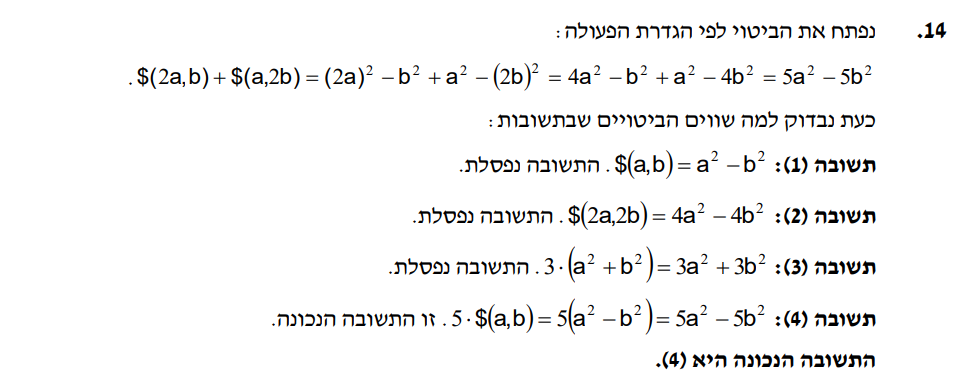 14. נפתח את הביטוי לפי הגדרת הפעולה:
$(2a,b) + $(a,2b) = (2a)² − b² + a² − (2b)² = 4a² − b² + a² − 4b² = 5a² − 5b².
כעת נבדוק למה שווים הביטויים שבתשובות:
תשובה (1): $(a,b) = a² − b². התשובה נפסלת.
תשובה (2): $(2a,2b) = 4a² − 4b². התשובה נפסלת.
תשובה (3): 3·(a² + b²) = 3a² + 3b². התשובה נפסלת.
תשובה (4): 5·$(a,b) = 5(a² − b²) = 5a² − 5b². זו התשובה הנכונה.
התשובה הנכונה היא (4).